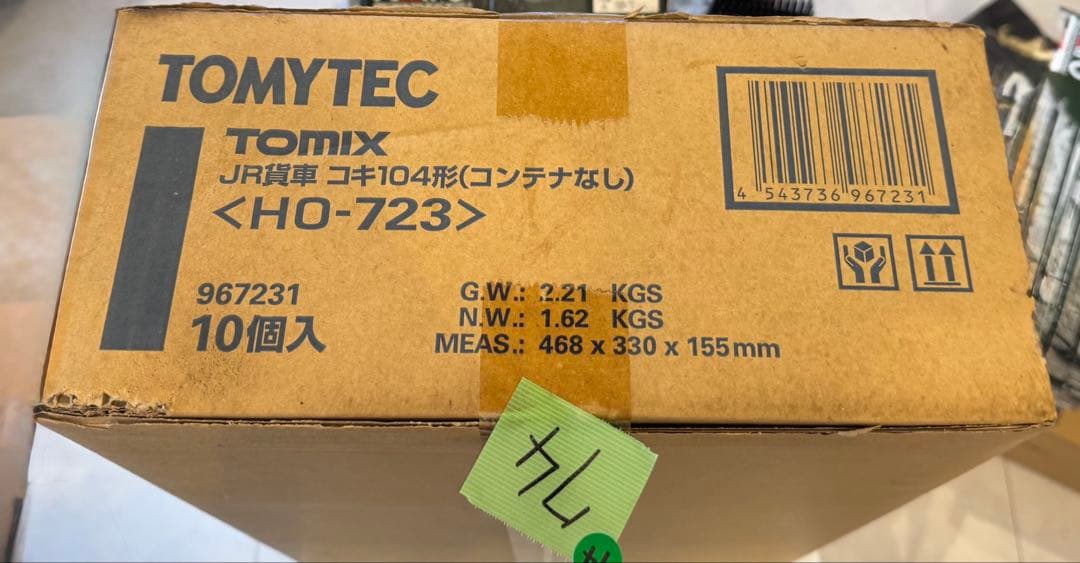 TOMYTEC
TOMIX
JR貨車 コキ104形(コンテナなし)
<HO-723>
4 543736 967231
967231
10個入
G.W.: 2.21 KGS
N.W.: 1.62 KGS
MEAS.: 468 x 330 x 155mm
74